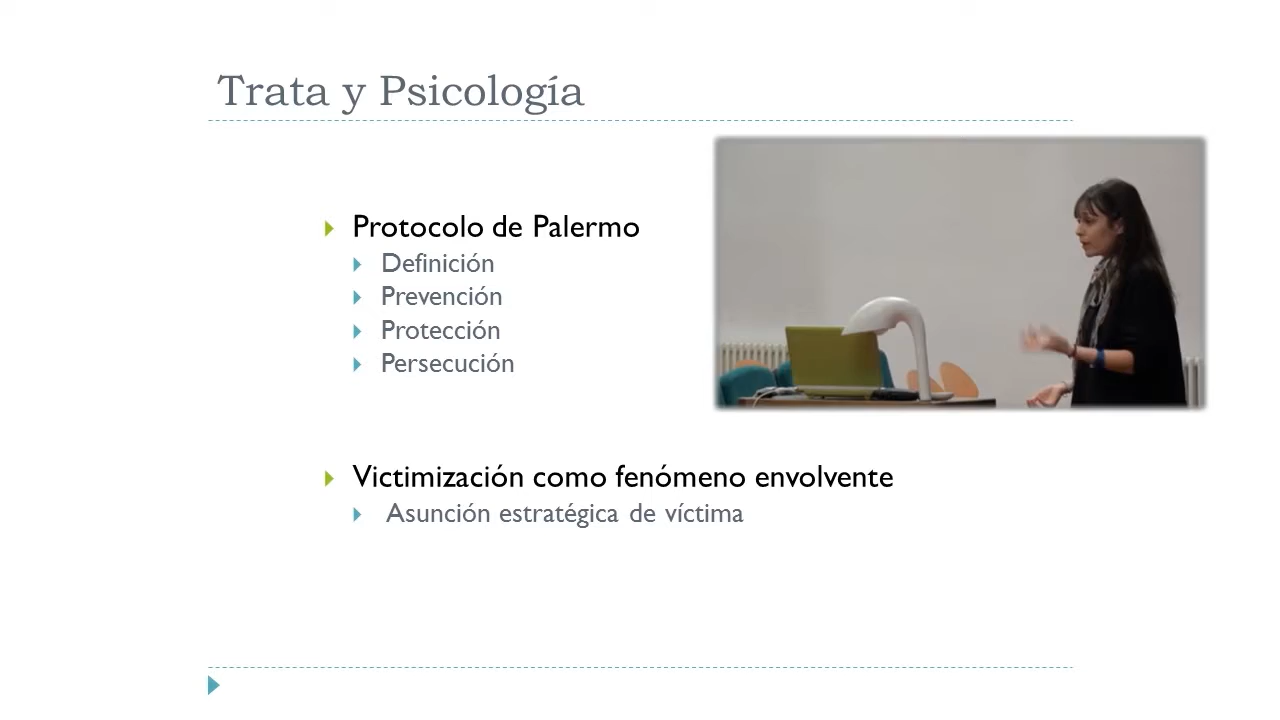 Trata y Psicología
Protocolo de Palermo
Definición
Prevención
Protección
Persecución
Victimización como fenómeno envolvente
Asunción estratégica de víctima